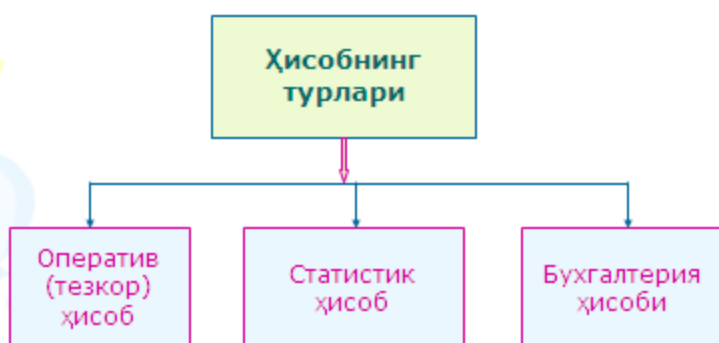 Ҳисобнинг
турлари
Оператив
(тезкор)
ҳисоб
Статистик
ҳисоб
Бухгалтерия
ҳисоби